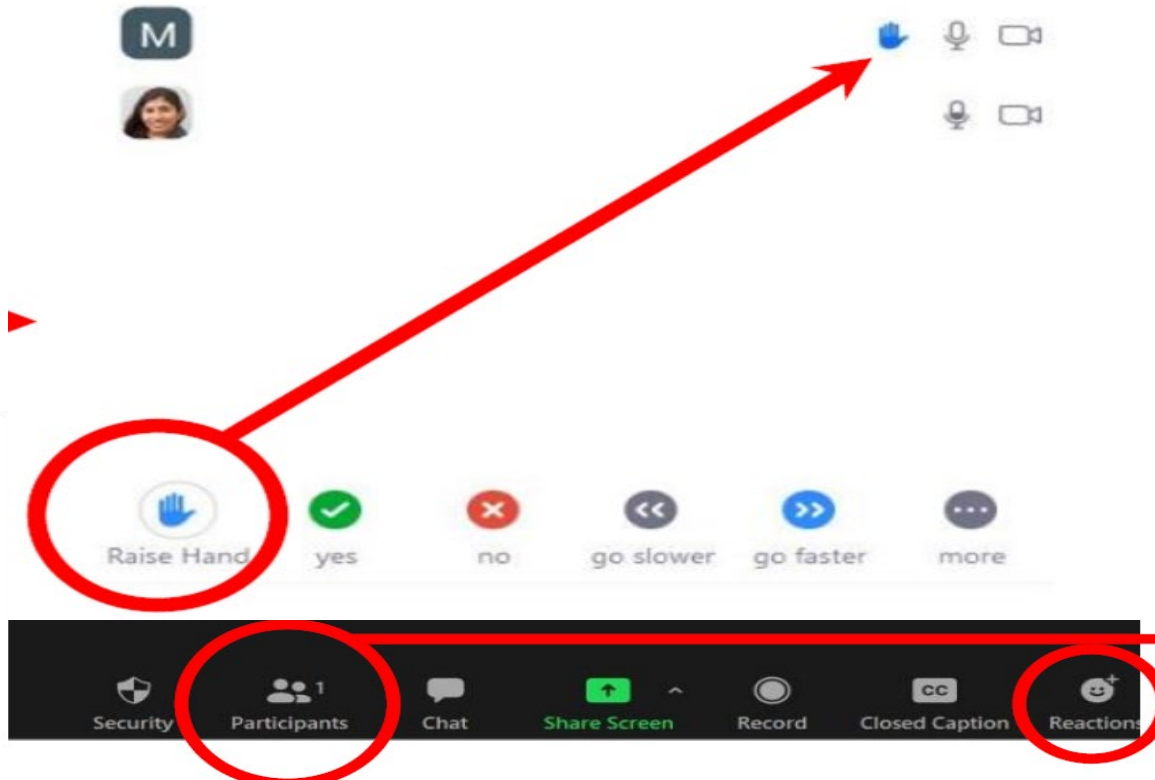 M
Raise Hand yes no go slower go faster more
1
CC
Security Participants Chat Share Screen Record Closed Caption Reactions